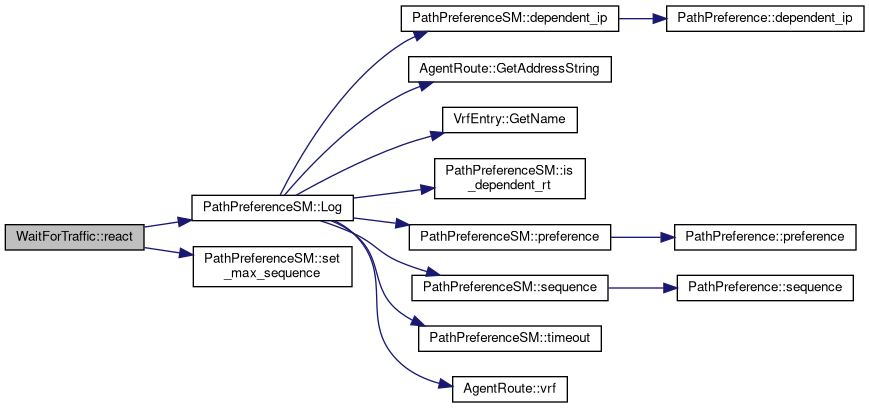 PathPreferenceSM::dependent_ip
PathPreference::dependent_ip
AgentRoute::GetAddressString
VrfEntry::GetName
PathPreferenceSM::is
_dependent_rt
PathPreferenceSM::Log
WaitForTraffic::react
PathPreferenceSM::preference
PathPreference::preference
PathPreferenceSM::set
_max_sequence
PathPreferenceSM::sequence
PathPreference::sequence
PathPreferenceSM::timeout
AgentRoute::vrf